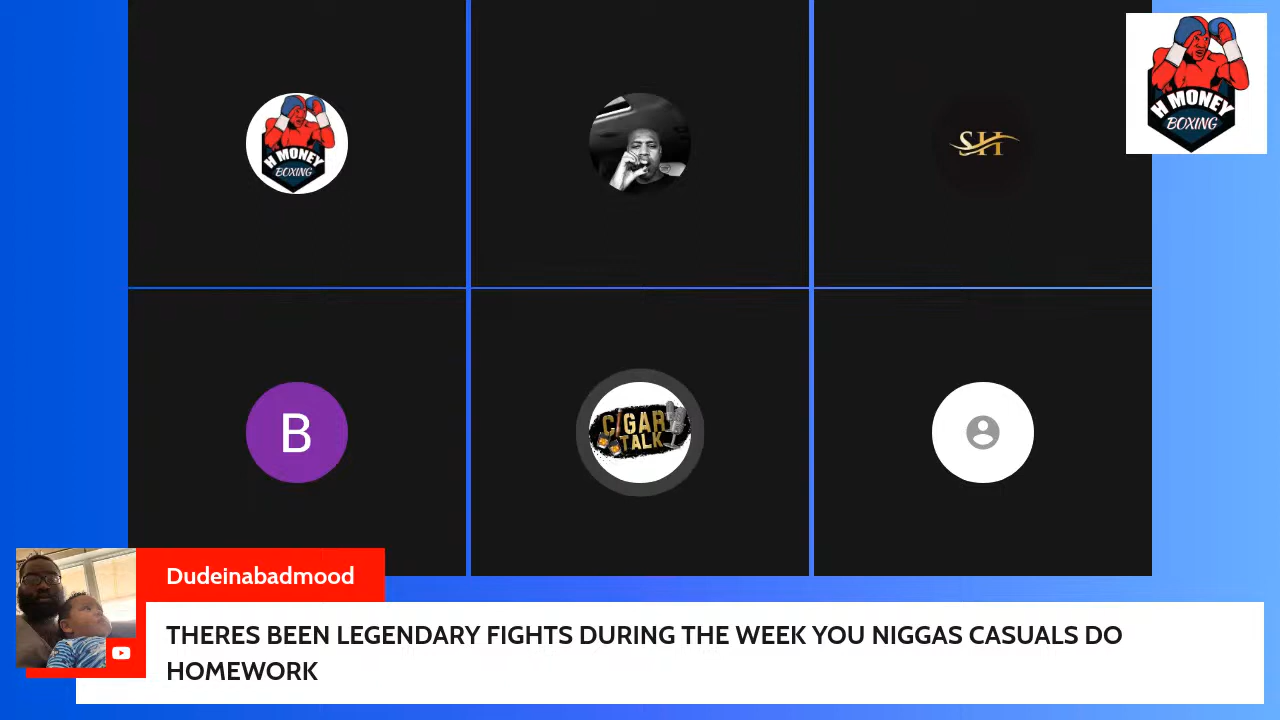 H MONEY
BOXING
H MONEY
BOXING
SH
B
CIGAR
TALK
Dudeinabadmood
THERES BEEN LEGENDARY FIGHTS DURING THE WEEK YOU NIGGAS CASUALS DO
HOMEWORK